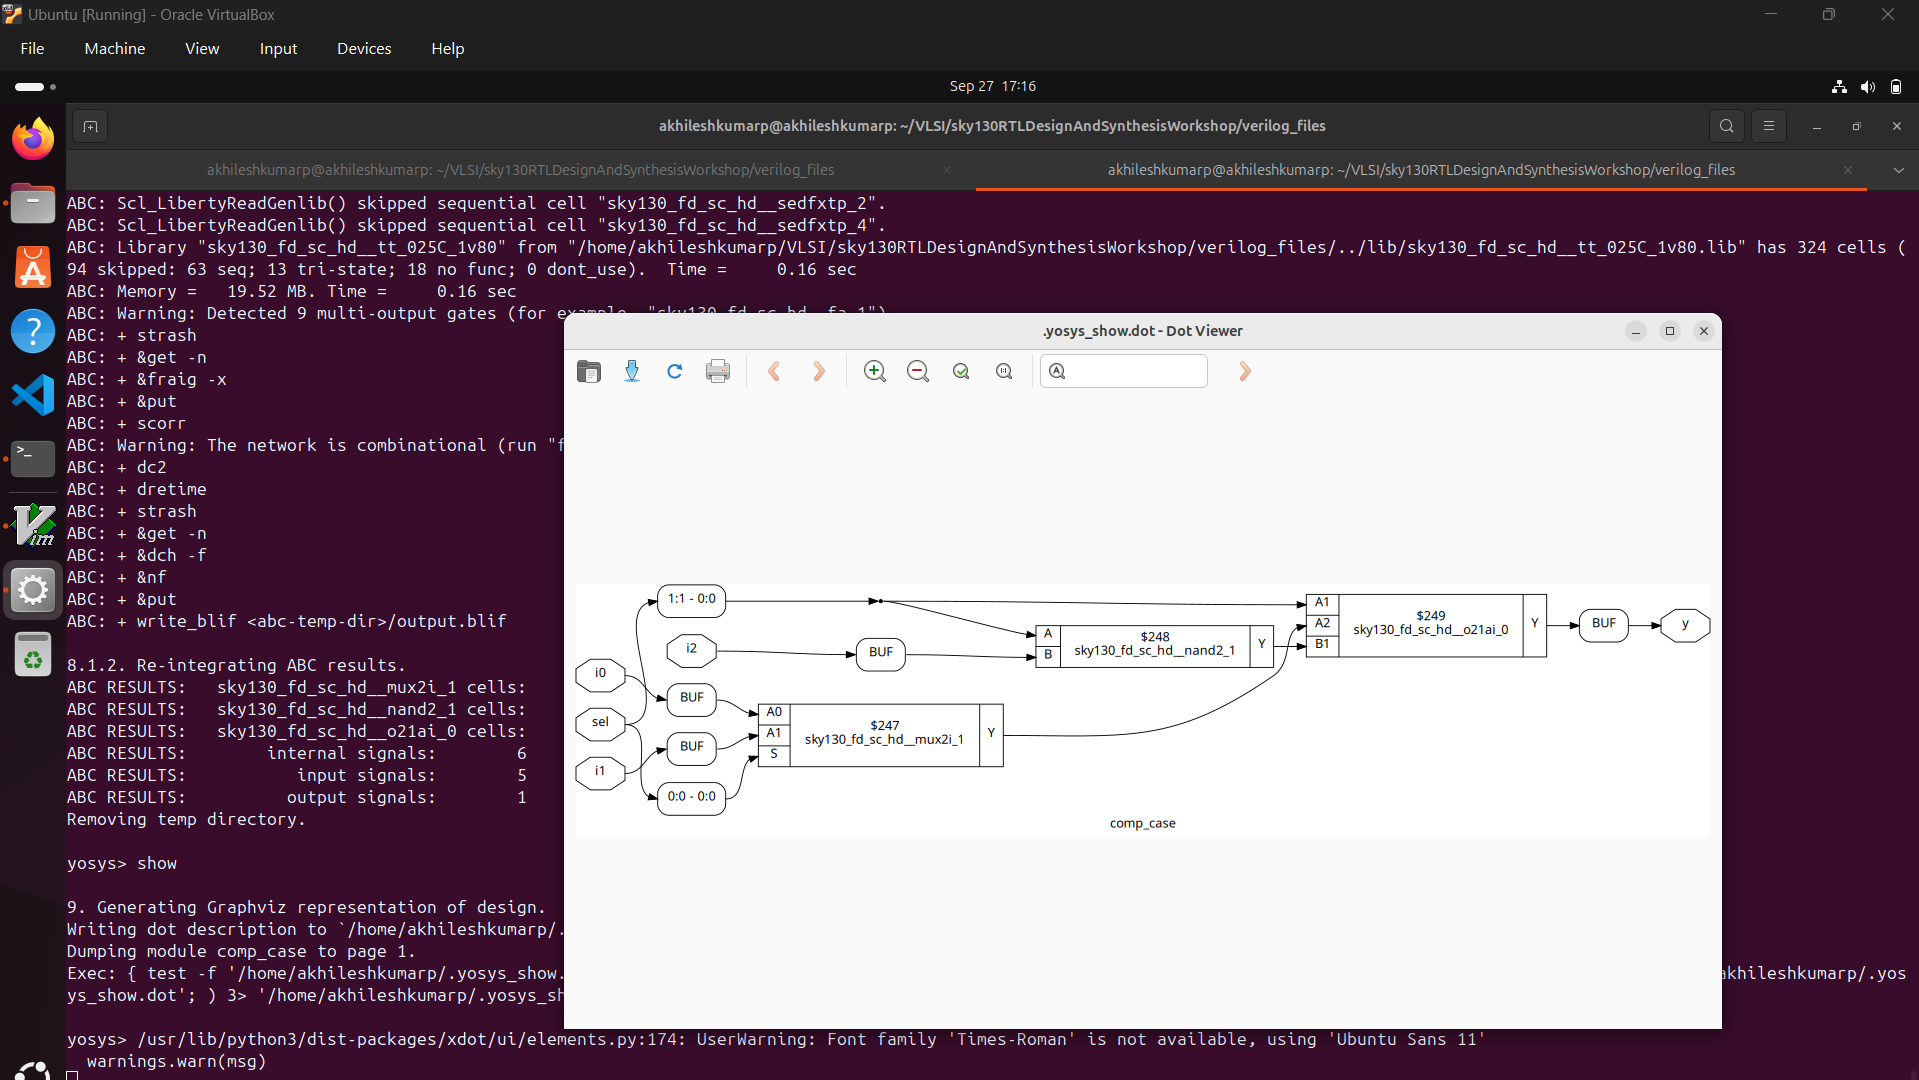 Ubuntu [Running] - Oracle VirtualBox
File Machine View Input Devices Help
Sep 27 17:16
akhileshkumarp@akhileshkumarp: ~/VLSI/sky130RTLDesignAndSynthesisWorkshop/verilog_files
akhileshkumarp@akhileshkumarp: ~/VLSI/sky130RTLDesignAndSynthesisWorkshop/verilog_files
akhileshkumarp@akhileshkumarp: ~/VLSI/sky130RTLDesignAndSynthesisWorkshop/verilog_files
ABC: Scl_LibertyReadGenlib() skipped sequential cell "sky130_fd_sc_hd__sedfxtp_2".
ABC: Scl_LibertyReadGenlib() skipped sequential cell "sky130_fd_sc_hd__sedfxtp_4".
ABC: Library "sky130_fd_sc_hd__tt_025C_1v80" from "/home/akhileshkumarp/VLSI/sky130RTLDesignAndSynthesisWorkshop/verilog_files/../lib/sky130_fd_sc_hd__tt_025C_1v80.lib" has 324 cells (
94 skipped: 63 seq; 13 tri-state; 18 no func; 0 dont_use). Time = 0.16 sec
ABC: Memory = 19.52 MB. Time = 0.16 sec
ABC: Warning: Detected 9 multi-output gates (for example, "sky130_fd_sc_hd__fa_1").
ABC: + strash
ABC: + &get -n
ABC: + &fraig -x
ABC: + &put
ABC: + scorr
ABC: Warning: The network is combinational (run "f
ABC: + dc2
ABC: + dretime
ABC: + strash
ABC: + &get -n
ABC: + &dch -f
ABC: + &nf
ABC: + &put
ABC: + write_blif <abc-temp-dir>/output.blif
8.1.2. Re-integrating ABC results.
ABC RESULTS: sky130_fd_sc_hd__mux2i_1 cells:
ABC RESULTS: sky130_fd_sc_hd__nand2_1 cells:
ABC RESULTS: sky130_fd_sc_hd__o21ai_0 cells:
ABC RESULTS: internal signals: 6
ABC RESULTS: input signals: 5
ABC RESULTS: output signals: 1
Removing temp directory.
yosys> show
9. Generating Graphviz representation of design.
Writing dot description to `/home/akhileshkumarp/.
Dumping module comp_case to page 1.
Exec: { test -f '/home/akhileshkumarp/.yosys_show. akhileshkumarp/.yos
ys_show.dot'; ) 3> '/home/akhileshkumarp/.yosys_sh
yosys> /usr/lib/python3/dist-packages/xdot/ui/elements.py:174: UserWarning: Font family 'Times-Roman' is not available, using 'Ubuntu Sans 11'
warnings.warn(msg)
.yosys_show.dot - Dot Viewer
1:1 - 0:0
i2
i0
sel
i1
BUF
BUF
BUF
0:0 - 0:0
A0
A1
S
$247
sky130_fd_sc_hd__mux2i_1
Y
A
B
$248
sky130_fd_sc_hd__nand2_1
Y
A1
A2
B1
$249
sky130_fd_sc_hd__o21ai_0
Y
BUF
y
comp_case